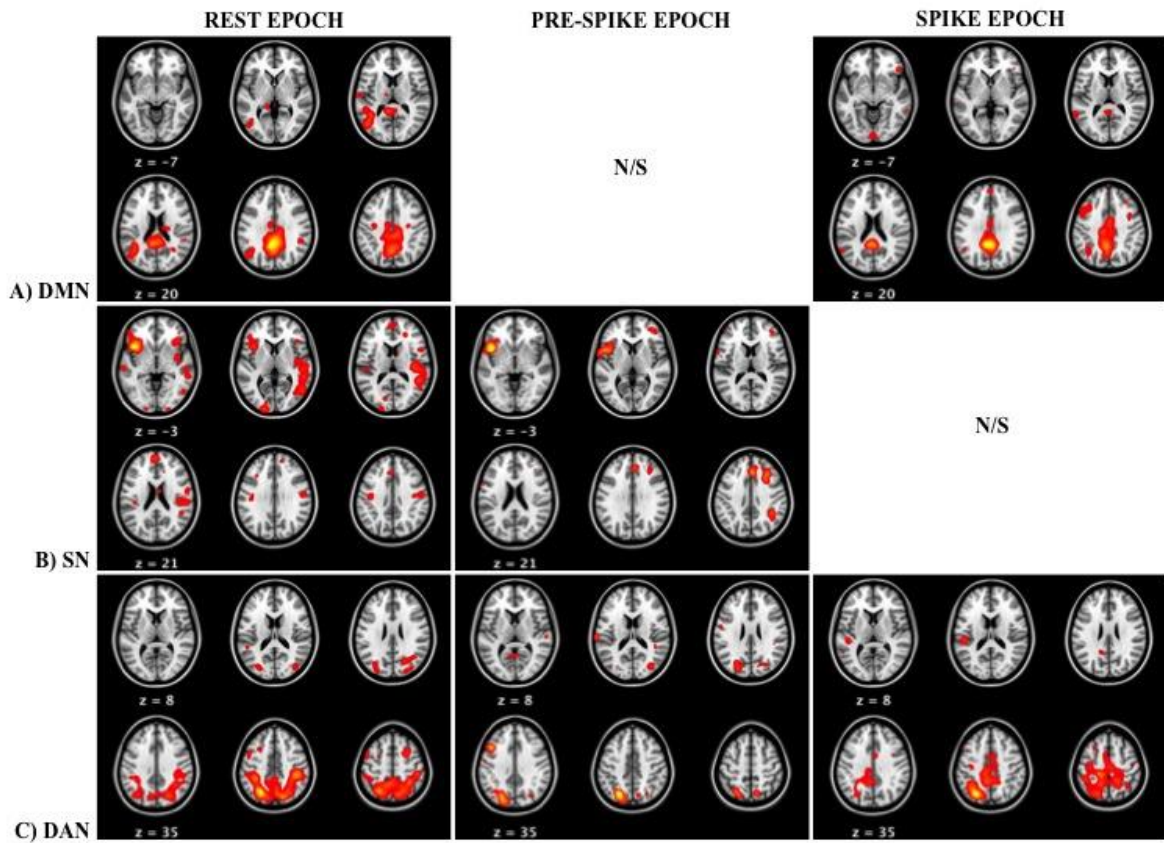 REST EPOCH PRE-SPIKE EPOCH SPIKE EPOCH
z = -7 z = -7
N/S
z = 20 z = 20
A) DMN
z = -3 z = -3
N/S
z = 21 z = 21
B) SN
z = 8 z = 8 z = 8
z = 35 z = 35 z = 35
C) DAN